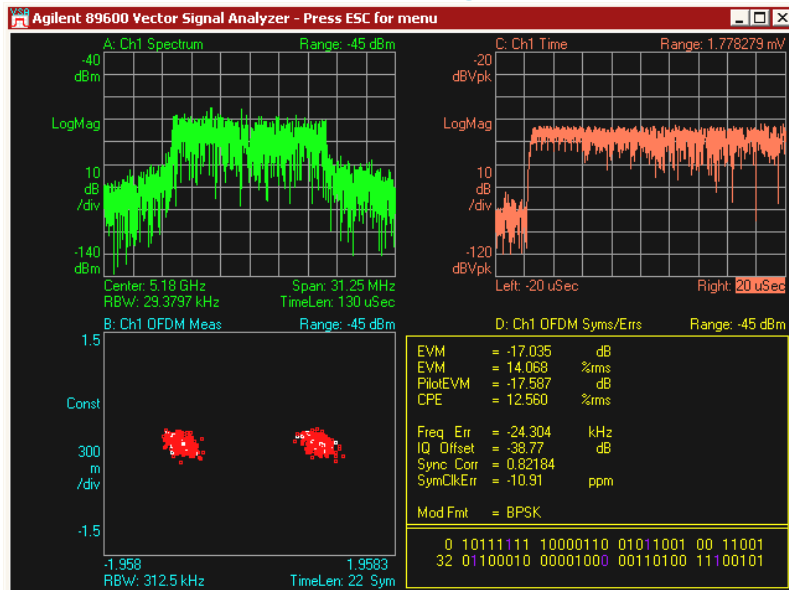 Agilent 89600 Vector Signal Analyzer - Press ESC for menu
A: Ch1 Spectrum Range: -45 dBm
-40
dBm
LogMag
10
dB
/div
-140
dBm
Center: 5.18 GHz Span: 31.25 MHz
RBW: 29.3797 kHz TimeLen: 130 uSec
C: Ch1 Time Range: 1.778279 mV
-20
dBVpk
LogMag
10
dB
/div
-120
dBVpk
Left: -20 uSec Right: 20 uSec
B: Ch1 OFDM Meas Range: -45 dBm
1.5
Const
300
m
/div
-1.5
-1.958 1.9583
RBW: 312.5 kHz TimeLen: 22 Sym
D: Ch1 OFDM Syms/Errs Range: -45 dBm
EVM = -17.035 dB
EVM = 14.068 %rms
PilotEVM = -17.587 dB
CPE = 12.560 %rms
Freq Err = -24.304 kHz
IQ Offset = -38.77 dB
Sync Corr = 0.82184
SymClkErr = -10.91 ppm
Mod Fmt = BPSK
0 10111111 10000110 01011001 00 11001
32 01100010 00001000 00110100 11100101